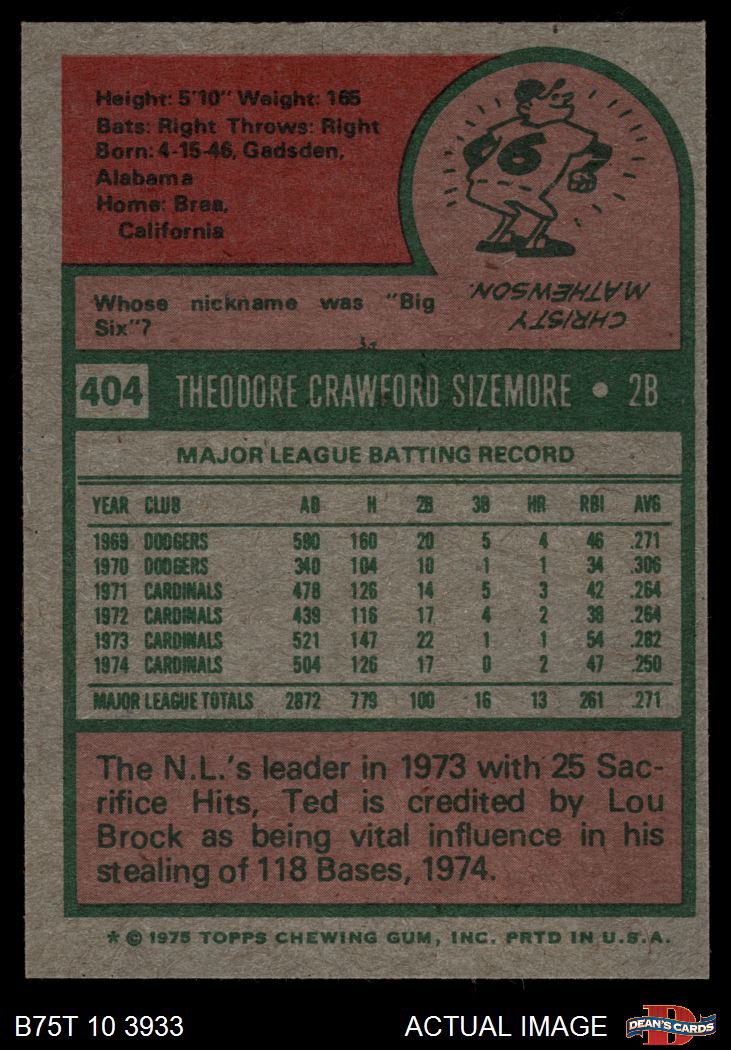 Height: 5'10" Weight: 165
Bats: Right Throws: Right
Born: 4-15-46, Gadsden,
Alabama
Home: Brea,
California
Whose nickname was "Big
Six"?
6
CHRISTY
MATHEWSON.
404 THEODORE CRAWFORD SIZEMORE • 2B
MAJOR LEAGUE BATTING RECORD
YEAR CLUB AB H 2B 3B HR RBI AVG
1969 DODGERS 590 160 20 5 4 46 .271
1970 DODGERS 340 104 10 1 1 34 .306
1971 CARDINALS 478 126 14 5 3 42 .264
1972 CARDINALS 439 116 17 4 2 38 .264
1973 CARDINALS 521 147 22 1 1 54 .282
1974 CARDINALS 504 126 17 0 2 47 .250
MAJOR LEAGUE TOTALS 2872 779 100 16 13 261 .271
The N.L.'s leader in 1973 with 25 Sac-
rifice Hits, Ted is credited by Lou
Brock as being vital influence in his
stealing of 118 Bases, 1974.
* © 1975 TOPPS CHEWING GUM, INC. PRTD IN U.S.A.
B75T 10 3933 ACTUAL IMAGE D DEAN'S CARDS